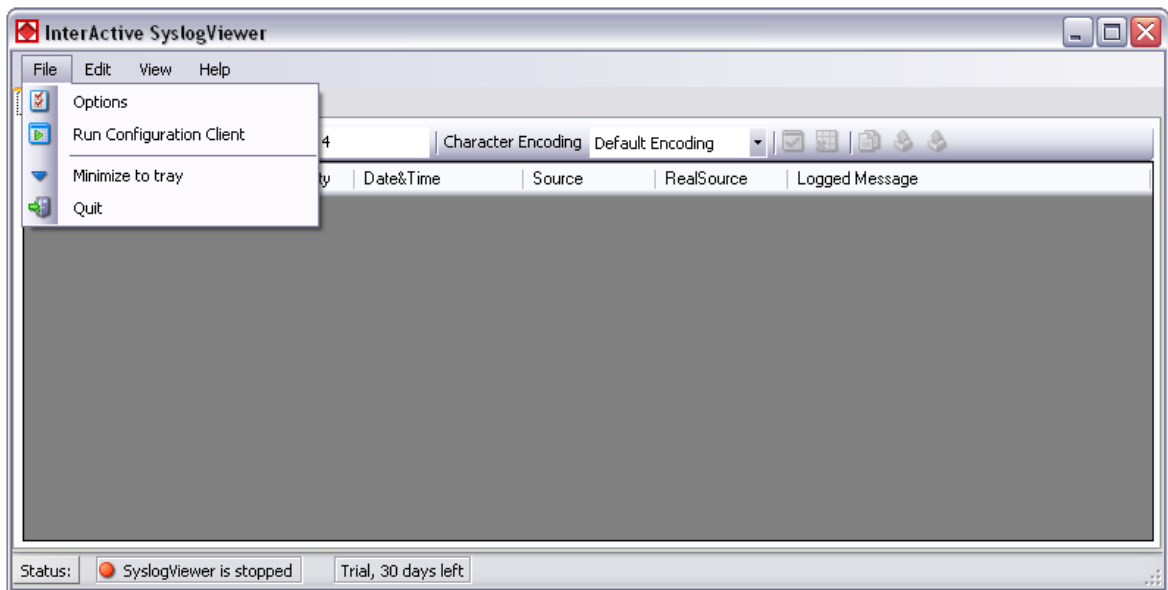 InterActive SyslogViewer
File Edit View Help
Options
Run Configuration Client
Minimize to tray
Quit
4 Character Encoding Default Encoding
ty Date&Time Source RealSource Logged Message
Status: SyslogViewer is stopped Trial, 30 days left